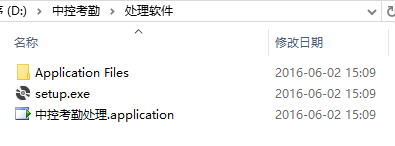 (D:) › 中控考勤 › 处理软件
名称 修改日期
Application Files 2016-06-02 15:09
setup.exe 2016-06-02 15:09
中控考勤处理.application 2016-06-02 15:09